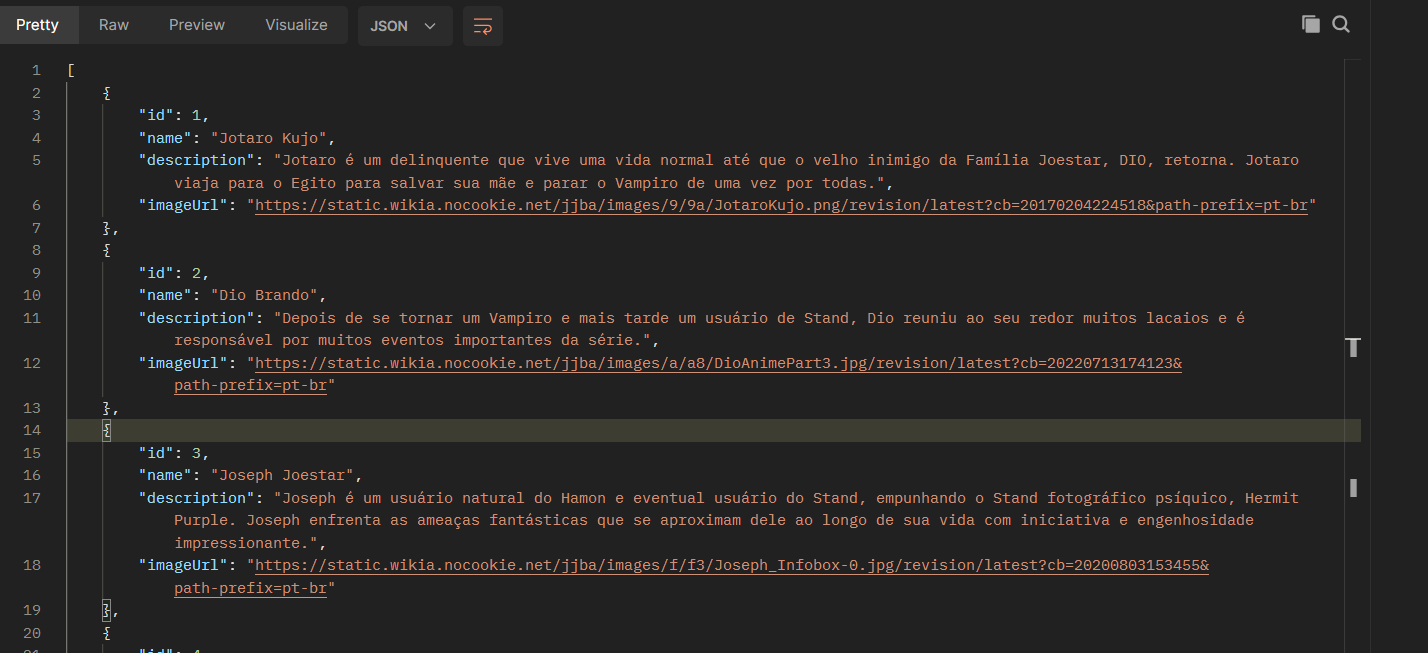 Pretty Raw Preview Visualize JSON
1 [
2 {
3 "id": 1,
4 "name": "Jotaro Kujo",
5 "description": "Jotaro é um delinquente que vive uma vida normal até que o velho inimigo da Família Joestar, DIO, retorna. Jotaro
viaja para o Egito para salvar sua mãe e parar o Vampiro de uma vez por todas.",
6 "imageUrl": "https://static.wikia.nocookie.net/jjba/images/9/9a/JotaroKujo.png/revision/latest?cb=20170204224518&path-prefix=pt-br"
7 },
8 {
9 "id": 2,
10 "name": "Dio Brando",
11 "description": "Depois de se tornar um Vampiro e mais tarde um usuário de Stand, Dio reuniu ao seu redor muitos lacaios e é
responsável por muitos eventos importantes da série.",
12 "imageUrl": "https://static.wikia.nocookie.net/jjba/images/a/a8/DioAnimePart3.jpg/revision/latest?cb=20220713174123&
path-prefix=pt-br"
13 },
14 {
15 "id": 3,
16 "name": "Joseph Joestar",
17 "description": "Joseph é um usuário natural do Hamon e eventual usuário do Stand, empunhando o Stand fotográfico psíquico, Hermit
Purple. Joseph enfrenta as ameaças fantásticas que se aproximam dele ao longo de sua vida com iniciativa e engenhosidade
impressionante.",
18 "imageUrl": "https://static.wikia.nocookie.net/jjba/images/f/f3/Joseph_Infobox-0.jpg/revision/latest?cb=20200803153455&
path-prefix=pt-br"
19 },
20 {